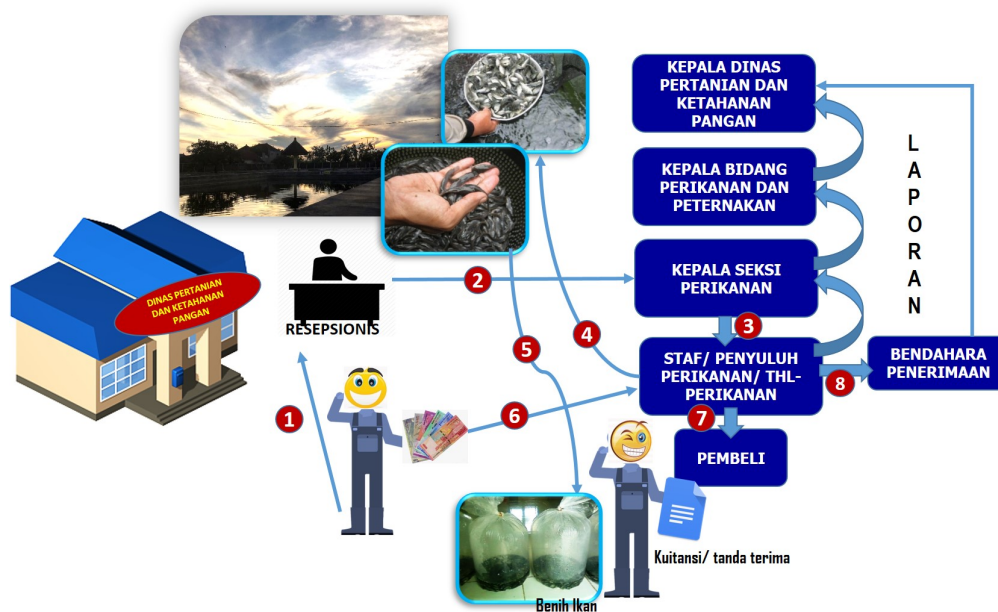 KEPALA DINAS
PERTANIAN DAN
KETAHANAN
PANGAN
KEPALA BIDANG
PERIKANAN DAN
PETERNAKAN
LAPORAN
DINAS PERTANIAN
DAN KETAHANAN
PANGAN
RESEPSIONIS
2
KEPALA SEKSI
PERIKANAN
3
4
5
STAF/ PENYULUH
PERIKANAN/ THL-
PERIKANAN
8
BENDAHARA
PENERIMAAN
1
6
7
PEMBELI
Kuitansi/ tanda terima
Benih Ikan